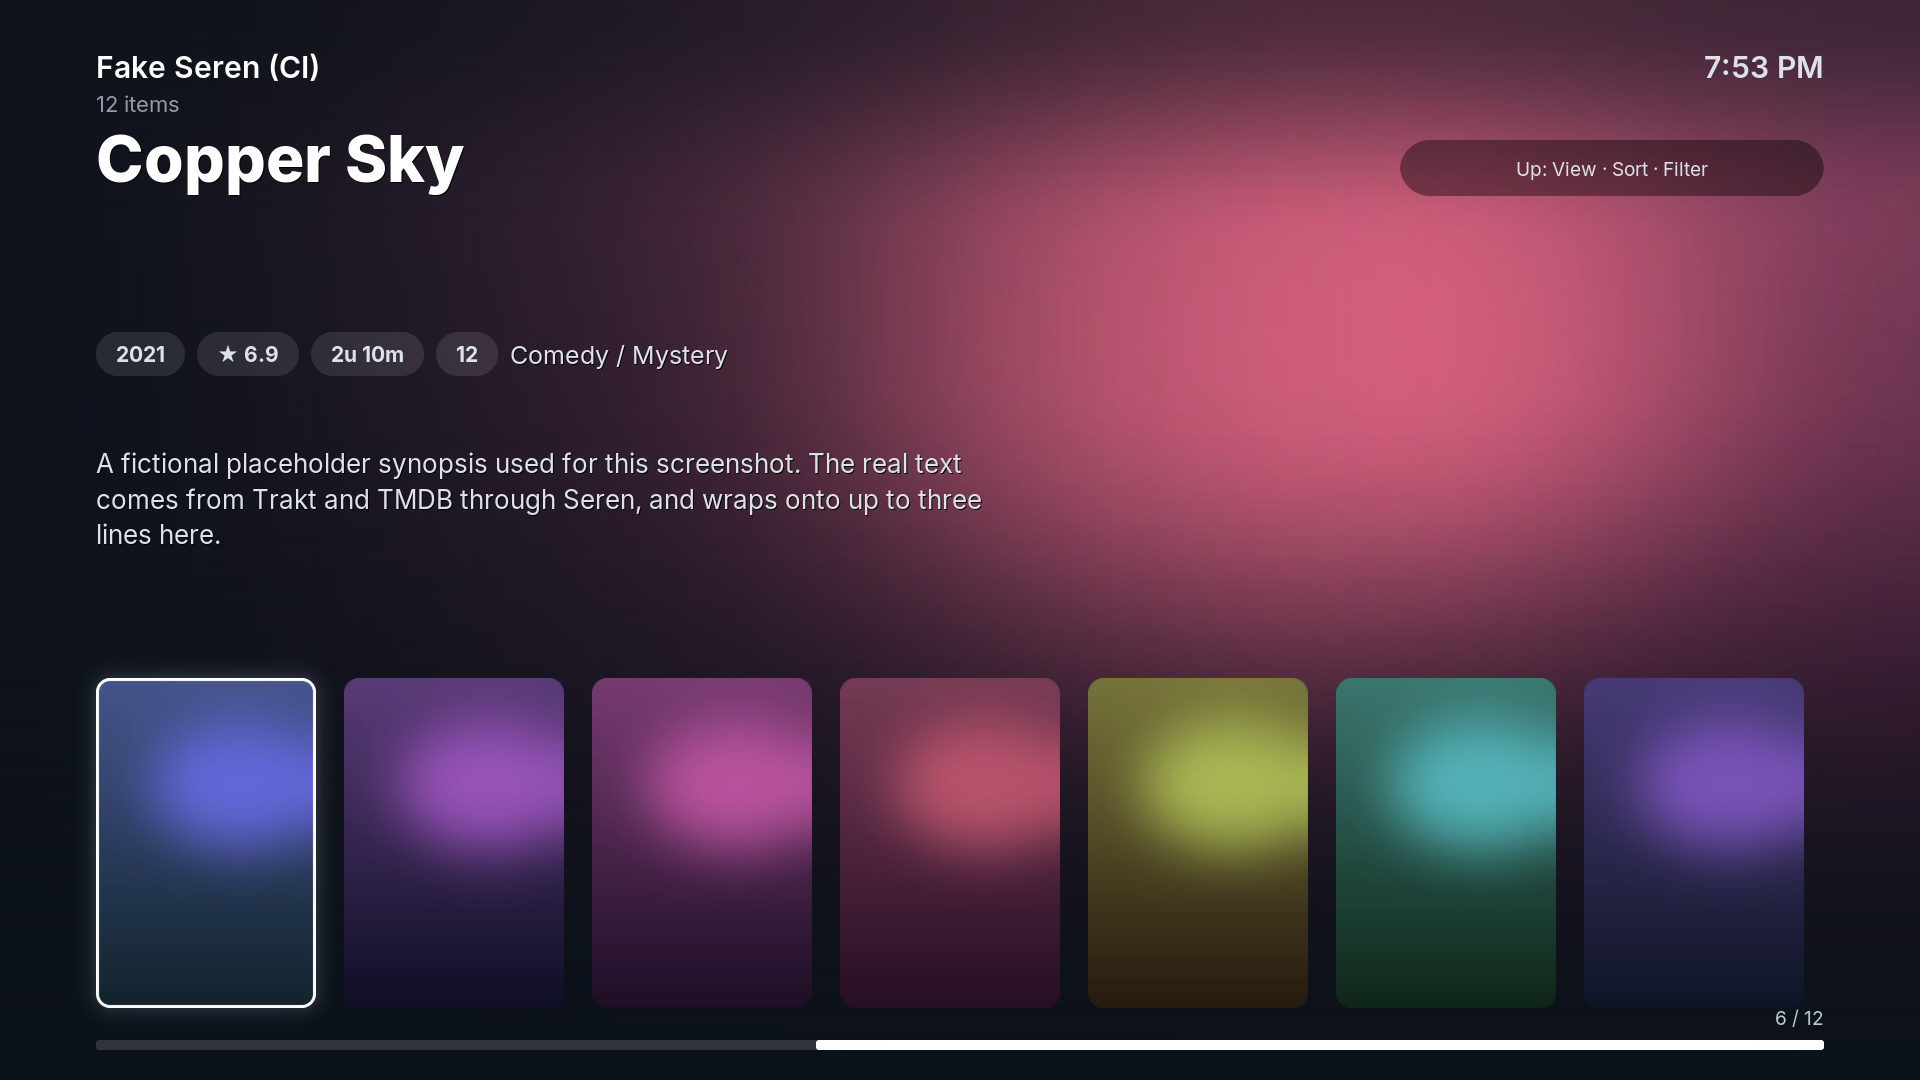 Fake Seren (CI)
7:53 PM
12 items
Copper Sky
Up: View · Sort · Filter
2021
★ 6.9
2u 10m
12
Comedy / Mystery
A fictional placeholder synopsis used for this screenshot. The real text
comes from Trakt and TMDB through Seren, and wraps onto up to three
lines here.
6 / 12